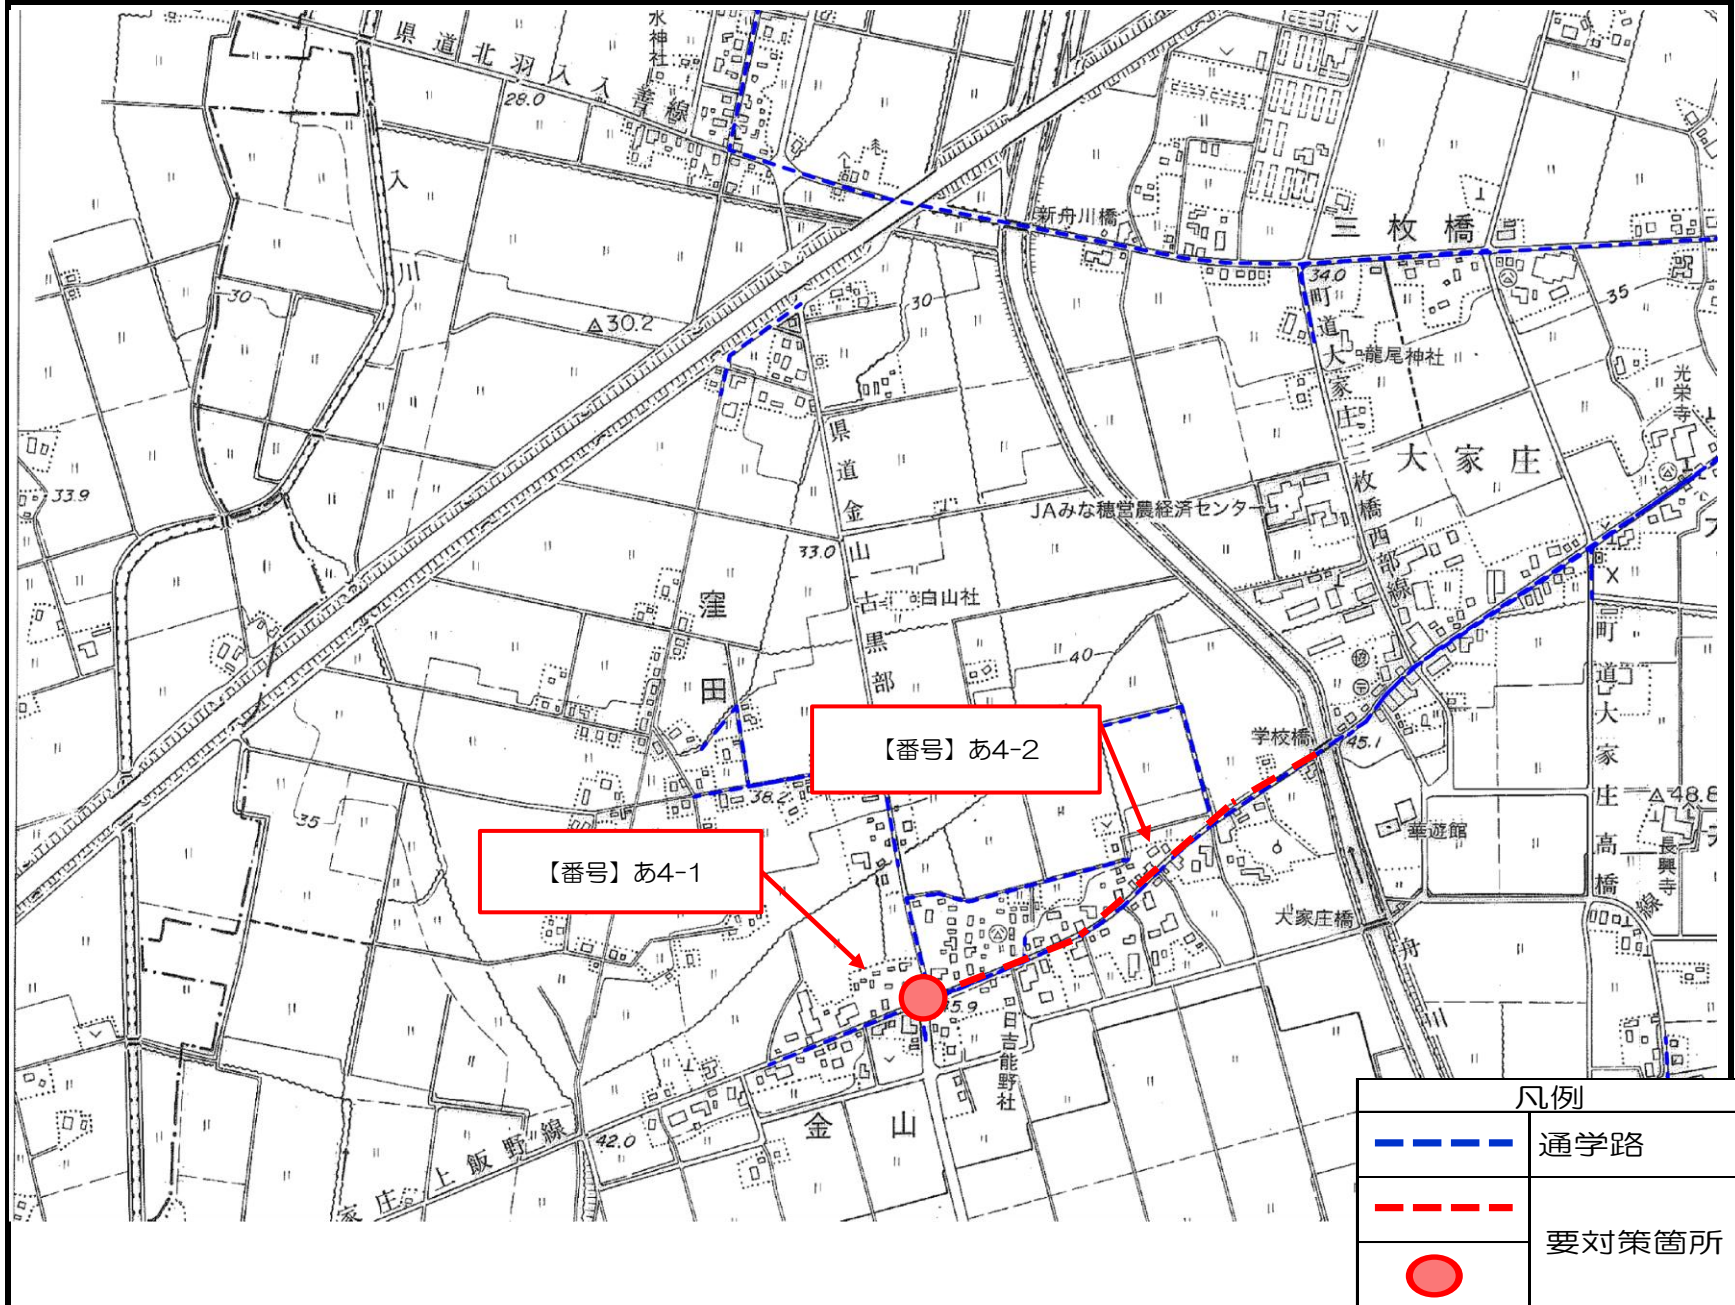 水神社
県道北羽入入善線
28.0
入
川
30
△30.2
新舟川橋
三枚橋
34.0
35
町道大家庄三枚橋西部線
龍尾神社
光栄寺
大家庄
33.9
県道金山古黒部
30
JAみな穂営農経済センター
33.0
白山社
窪田
40
町道大家庄高橋線
【番号】あ4-2
学校橋
45.1
38.2
35
△48.8
華遊館
長興寺
【番号】あ4-1
大家庄橋
舟
川
45.9
日吉熊野社
金山
42.0
家庄上飯野線
凡例
通学路
要対策箇所